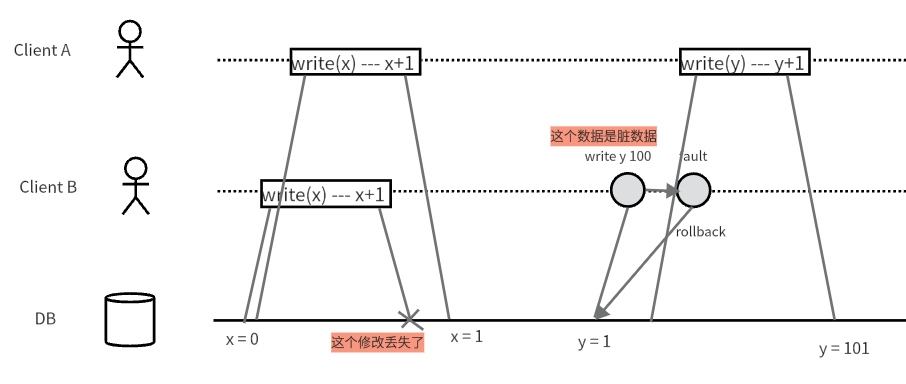 Client A
write(x) --- x+1
write(y) --- y+1
这个数据是脏数据
write y 100
fault
Client B
write(x) --- x+1
rollback
DB
x = 0
这个修改丢失了
x = 1
y = 1
y = 101